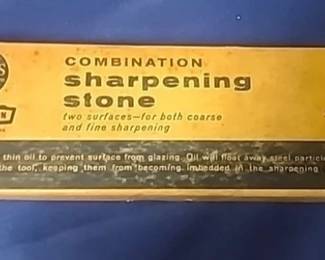 COMBINATION
sharpening
stone
two surfaces—for both coarse
and fine sharpening
thin oil to prevent surface from glazing. Oil will float away steel particles
the tool, keeping them from becoming imbedded in the sharpening